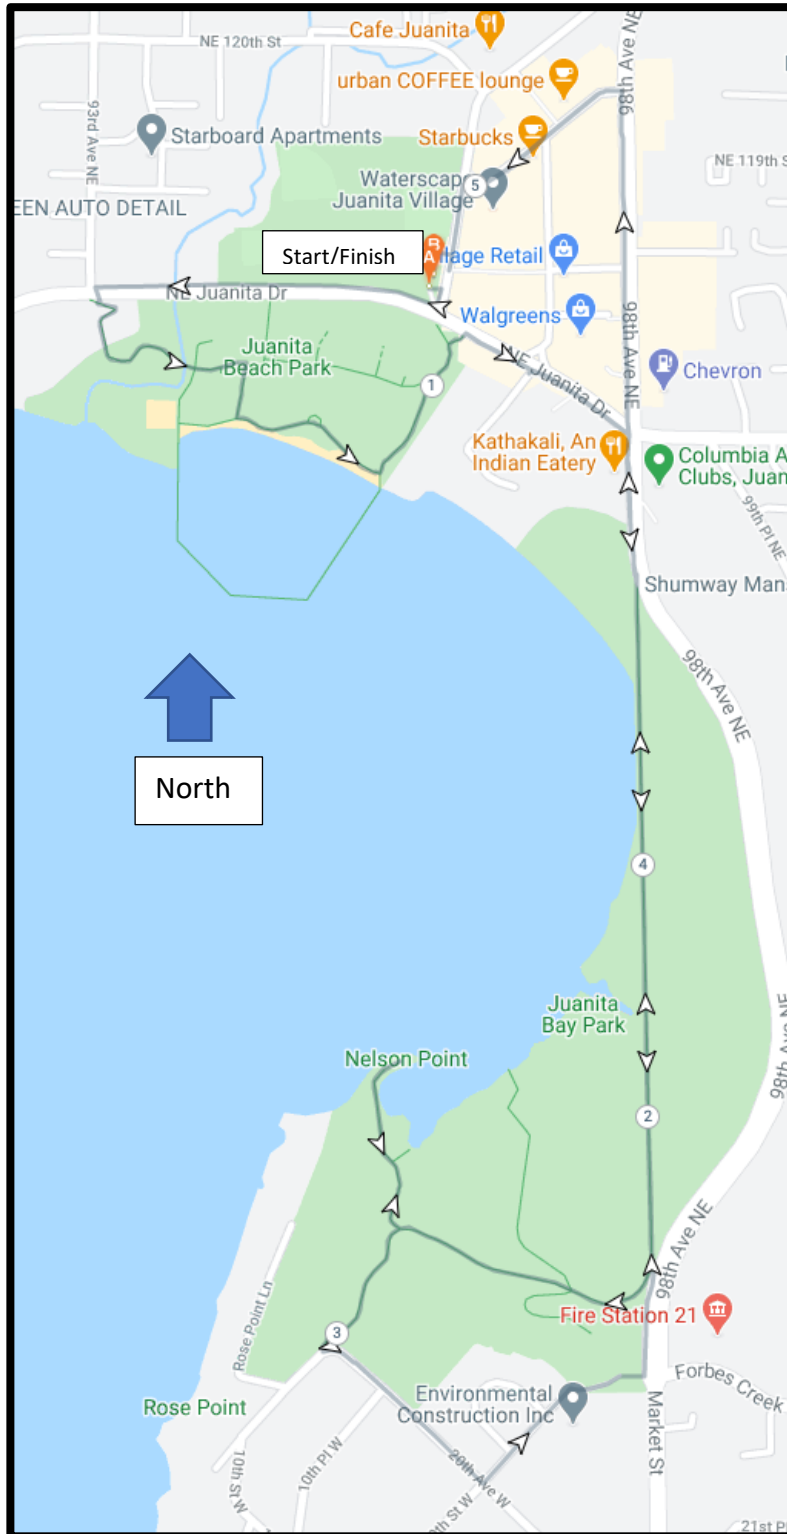 Cafe Juanita
NE 120th St
98th Ave NE
urban COFFEE lounge
93rd Ave NE
Starboard Apartments
Starbucks
NE 119th S
Waterscap
Juanita Village
5
EEN AUTO DETAIL
Start/Finish
B
A
llage Retail
NE Juanita Dr
Walgreens
98th Ave NE
Juanita
Beach Park
NE Juanita Dr
Chevron
1
Kathakali, An
Indian Eatery
Columbia A
Clubs, Juan
99th Pl NE
Shumway Mans
98th Ave NE
North
4
Juanita
Bay Park
98th Ave NE
Nelson Point
2
98th Ave NE
Rose Point Ln
Fire Station 21
3
Forbes Creek
Environmental
Construction Inc
Rose Point
Market St
10th St W
10th Pl W
20th Ave W
th St W
21st P